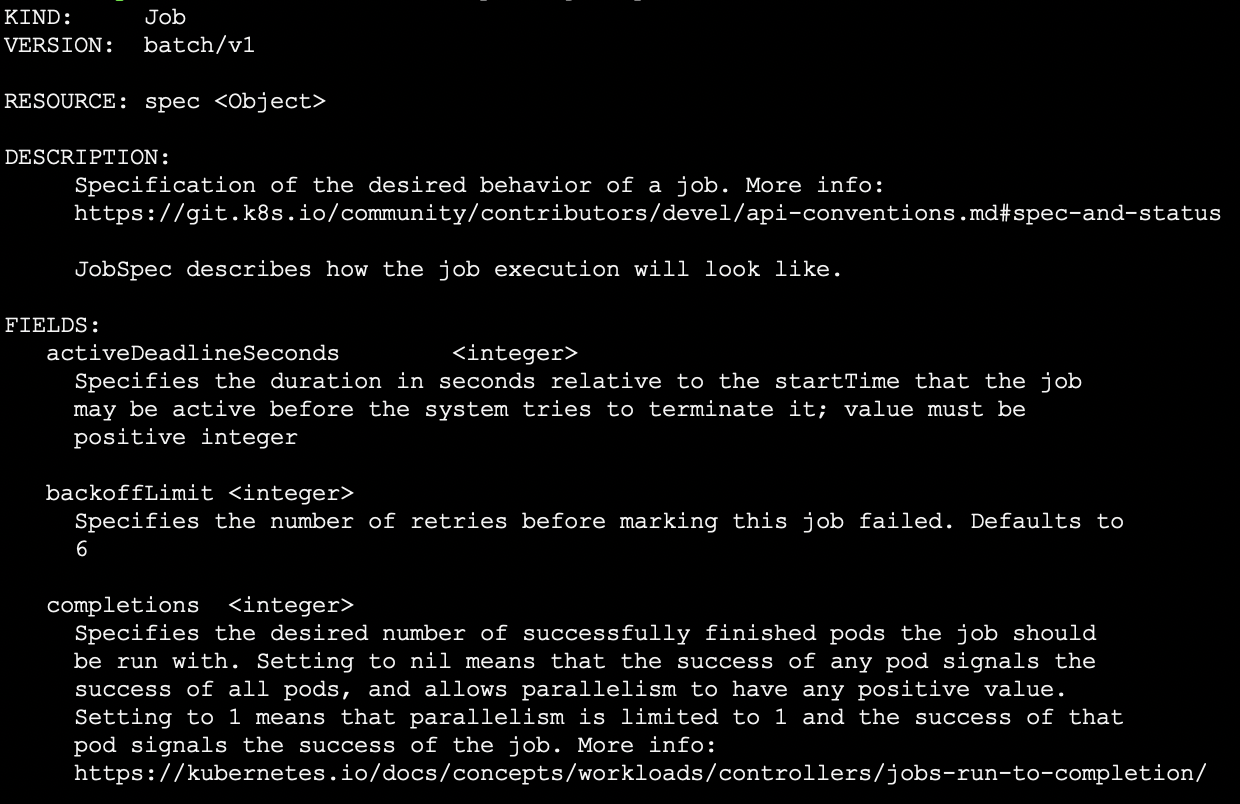 KIND:     Job
VERSION:  batch/v1

RESOURCE: spec <Object>

DESCRIPTION:
     Specification of the desired behavior of a job. More info:
     https://git.k8s.io/community/contributors/devel/api-conventions.md#spec-and-status

     JobSpec describes how the job execution will look like.

FIELDS:
   activeDeadlineSeconds        <integer>
     Specifies the duration in seconds relative to the startTime that the job
     may be active before the system tries to terminate it; value must be
     positive integer

   backoffLimit <integer>
     Specifies the number of retries before marking this job failed. Defaults to
     6

   completions  <integer>
     Specifies the desired number of successfully finished pods the job should
     be run with. Setting to nil means that the success of any pod signals the
     success of all pods, and allows parallelism to have any positive value.
     Setting to 1 means that parallelism is limited to 1 and the success of that
     pod signals the success of the job. More info:
     https://kubernetes.io/docs/concepts/workloads/controllers/jobs-run-to-completion/